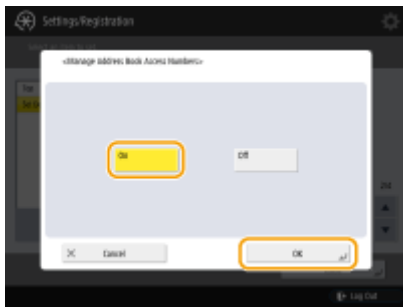 Settings/Registration
<Manage Address Book Access Numbers>
On
Off
Cancel
OK
Log Out